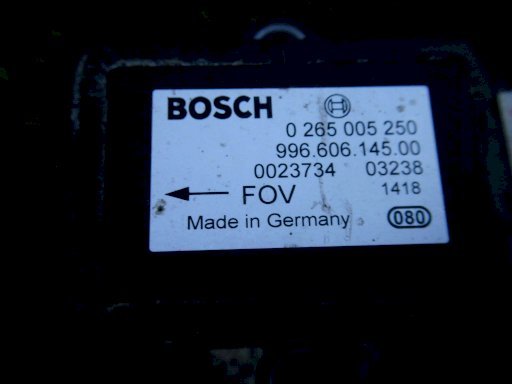 BOSCH
0 265 005 250
996.606.145.00
0023734 03238
FOV 1418
Made in Germany 080